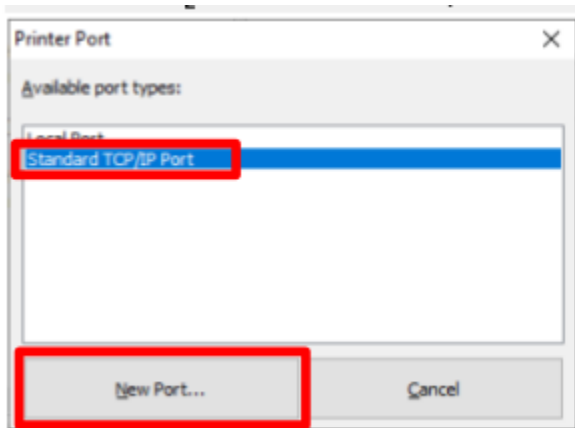 Printer Port
Available port types:
Local Port
Standard TCP/IP Port
New Port...
Cancel